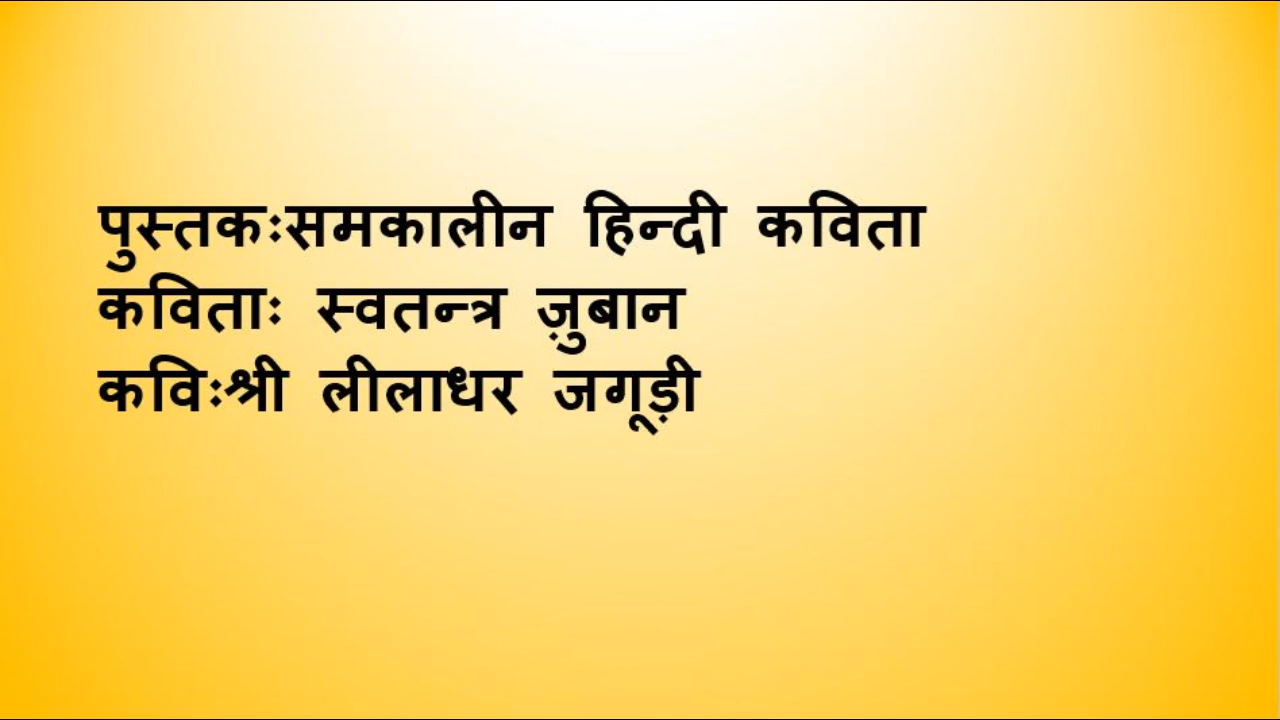 पुस्तकःसमकालीन हिन्दी कविता
कविताः स्वतन्त्र ज़ुबान
कविःश्री लीलाधर जगूड़ी